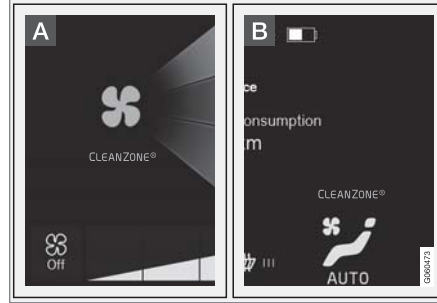 A
CLEANZONE®
Off
B
ce
onsumption
m
CLEANZONE®
AUTO
G060473